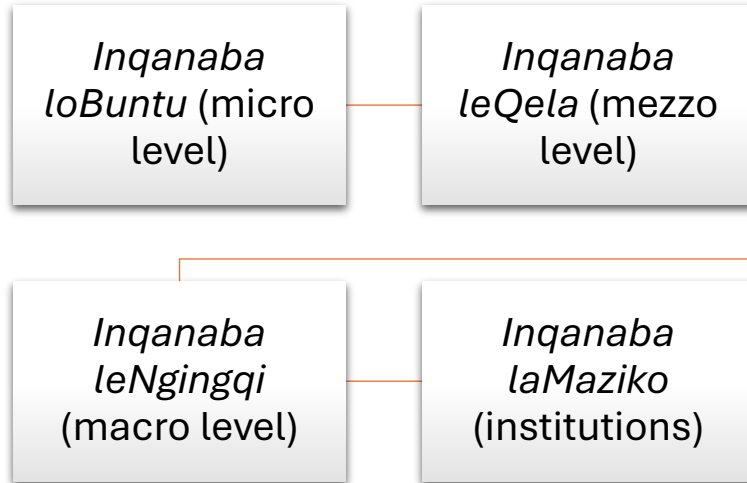 Inqanaba
loBuntu (micro
level)
Inqanaba
leQela (mezzo
level)
Inqanaba
leNgingqi
(macro level)
Inqanaba
laMaziko
(institutions)